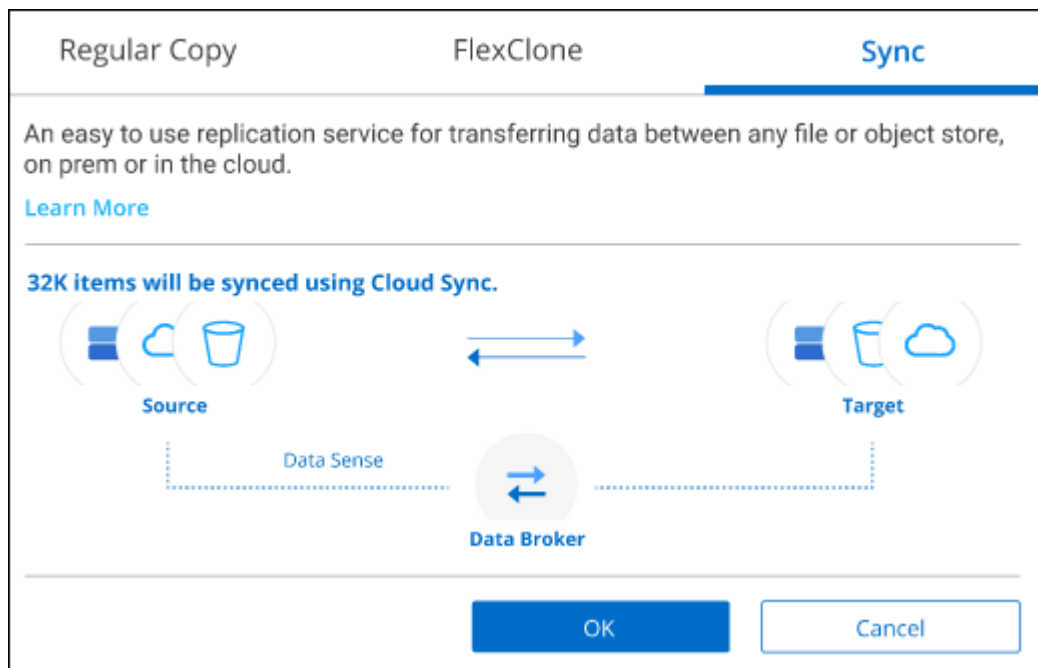 Regular Copy
FlexClone
Sync
An easy to use replication service for transferring data between any file or object store,
on prem or in the cloud.
Learn More
32K items will be synced using Cloud Sync.
Source
Target
Data Sense
Data Broker
OK
Cancel